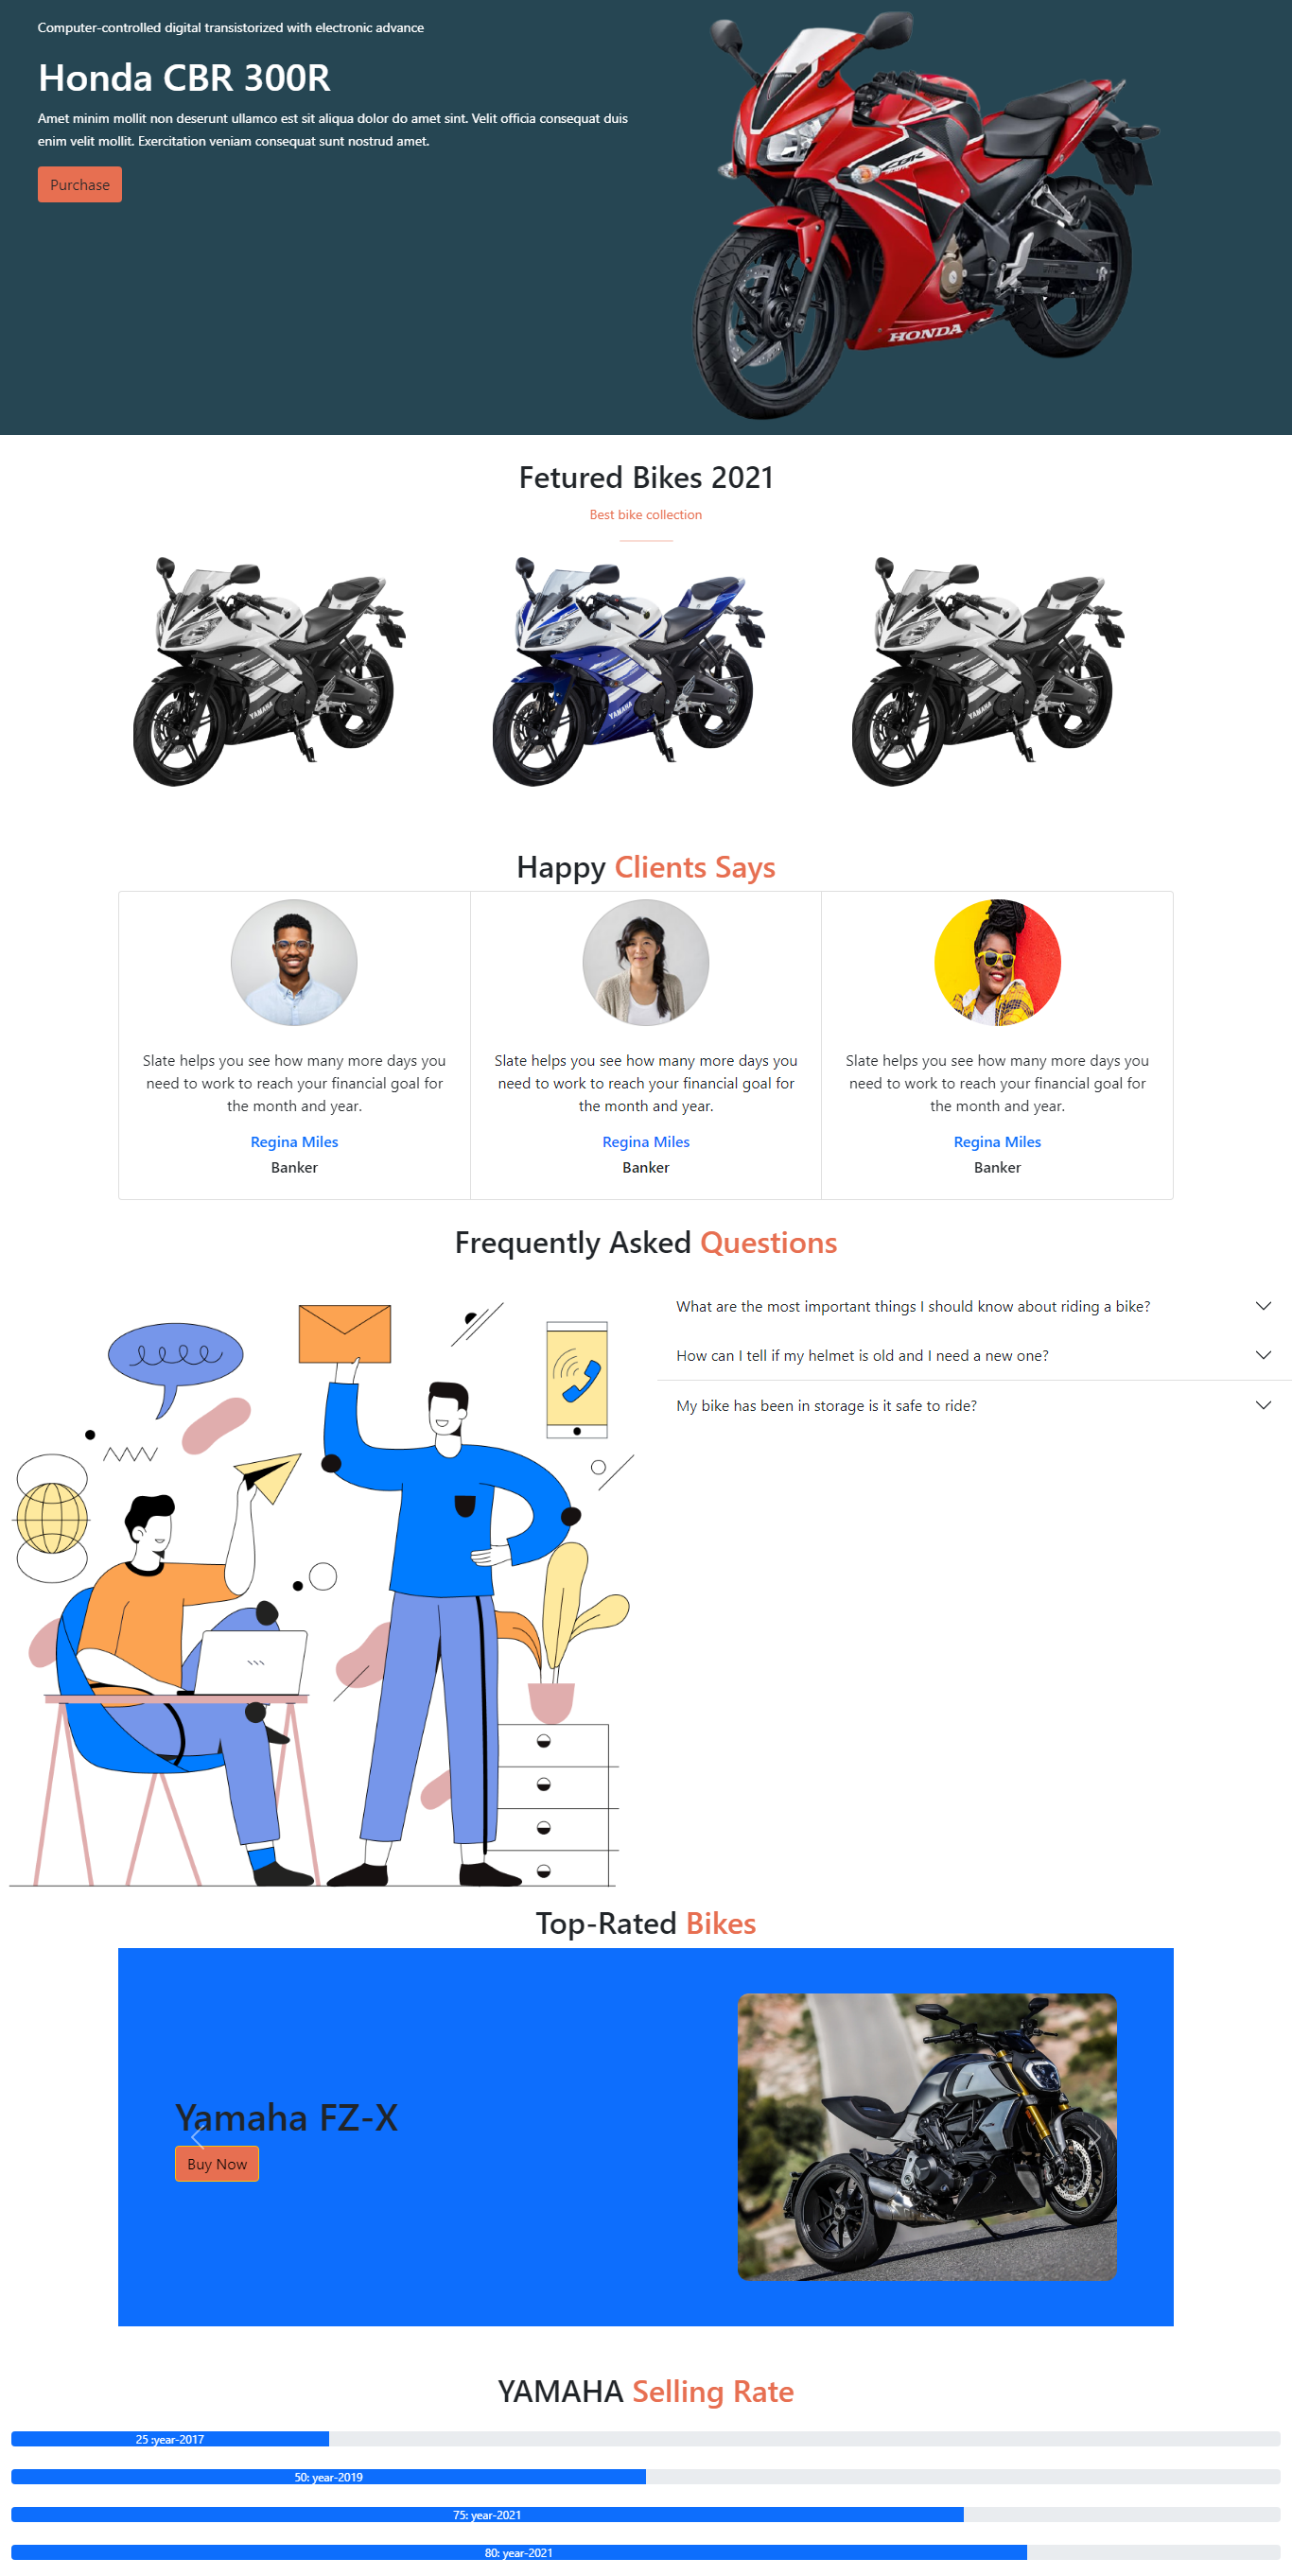 Computer-controlled digital transistorized with electronic advance
Honda CBR 300R
Amet minim mollit non deserunt ullamco est sit aliqua dolor do amet sint. Velit officia consequat duis
enim velit mollit. Exercitation veniam consequat sunt nostrud amet.
Purchase
CBR
HONDA
Fetured Bikes 2021
Best bike collection
YAMAHA
YAMAHA
YAMAHA
Happy Clients Says
Slate helps you see how many more days you
need to work to reach your financial goal for
the month and year.
Regina Miles
Banker
Slate helps you see how many more days you
need to work to reach your financial goal for
the month and year.
Regina Miles
Banker
Slate helps you see how many more days you
need to work to reach your financial goal for
the month and year.
Regina Miles
Banker
Frequently Asked Questions
What are the most important things I should know about riding a bike?
How can I tell if my helmet is old and I need a new one?
My bike has been in storage is it safe to ride?
Top-Rated Bikes
Yamaha FZ-X
Buy Now
YAMAHA Selling Rate
25 :year-2017
50: year-2019
75: year-2021
80: year-2021